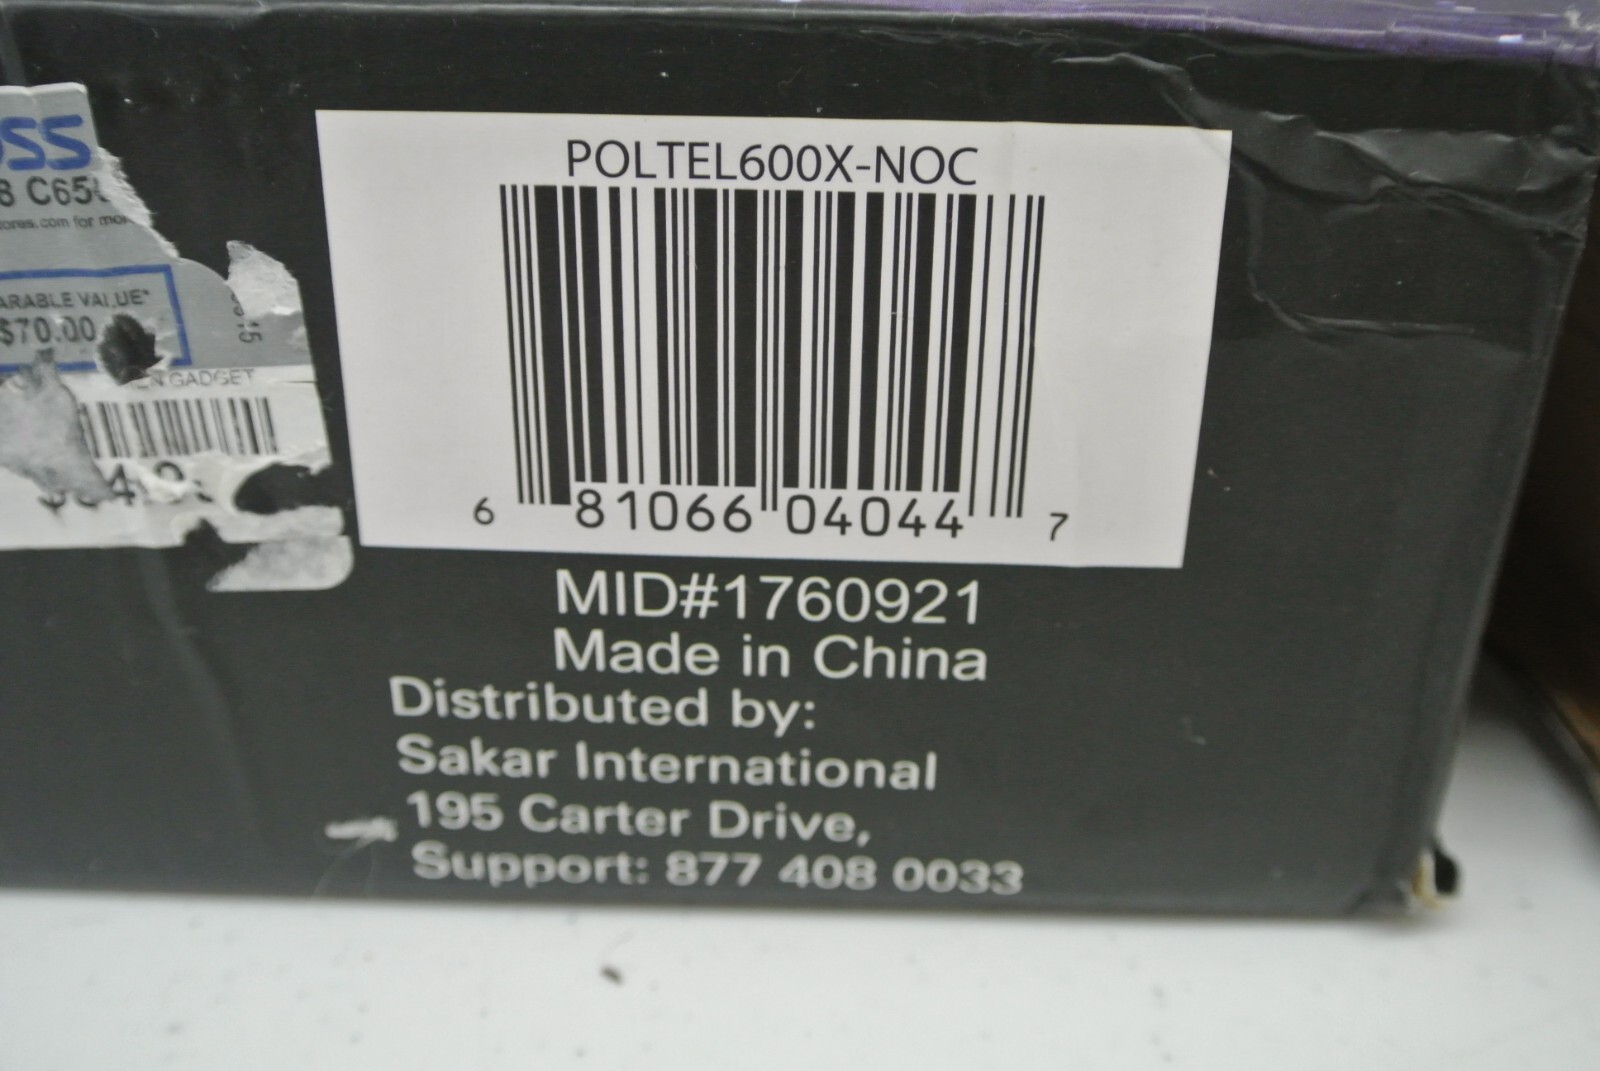 POLTEL600X-NOC
6 81066 04044 7
MID#1760921
Made in China
Distributed by:
Sakar International
195 Carter Drive,
Support: 877 408 0033
$70.00
GADGET